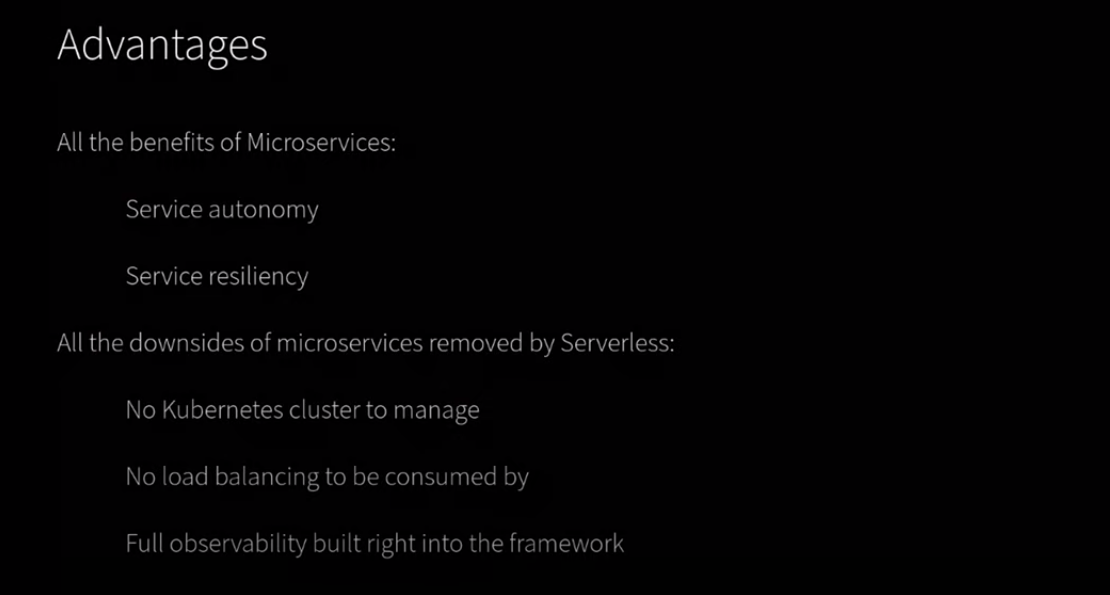 Advantages
All the benefits of Microservices:
Service autonomy
Service resiliency
All the downsides of microservices removed by Serverless:
No Kubernetes cluster to manage
No load balancing to be consumed by
Full observability built right into the framework